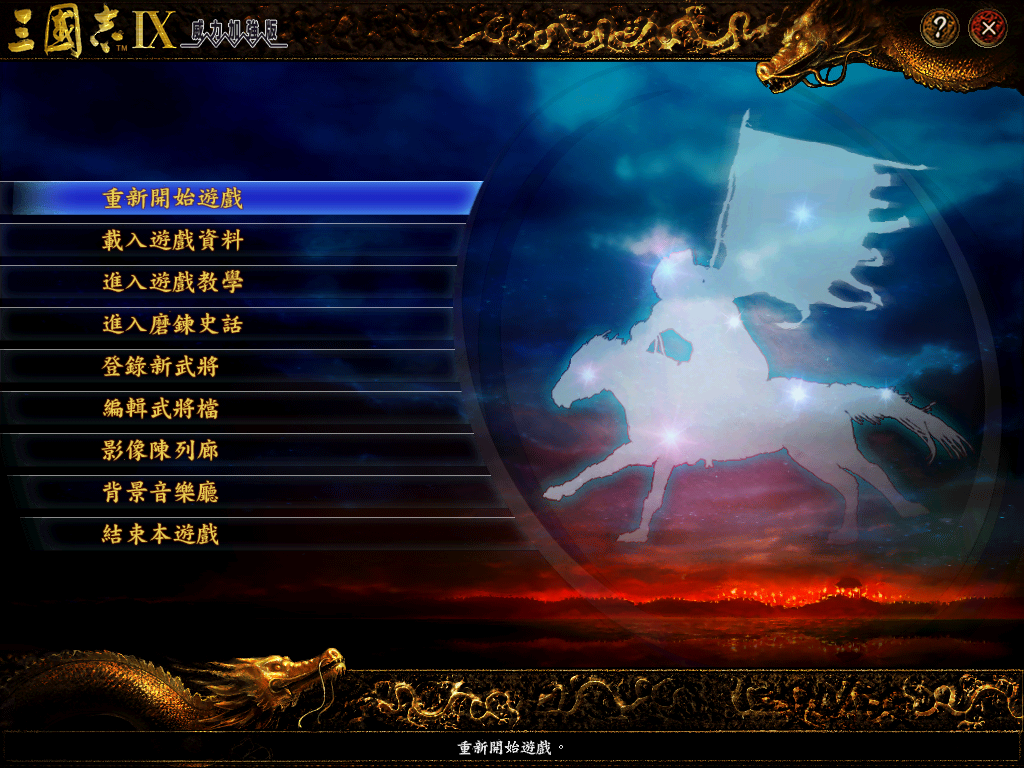 三國志IX 威力加強版
TM
?
重新開始遊戲
載入遊戲資料
進入遊戲教學
進入磨鍊史話
登錄新武將
編輯武將檔
影像陳列廊
背景音樂廳
結束本遊戲
重新開始遊戲。